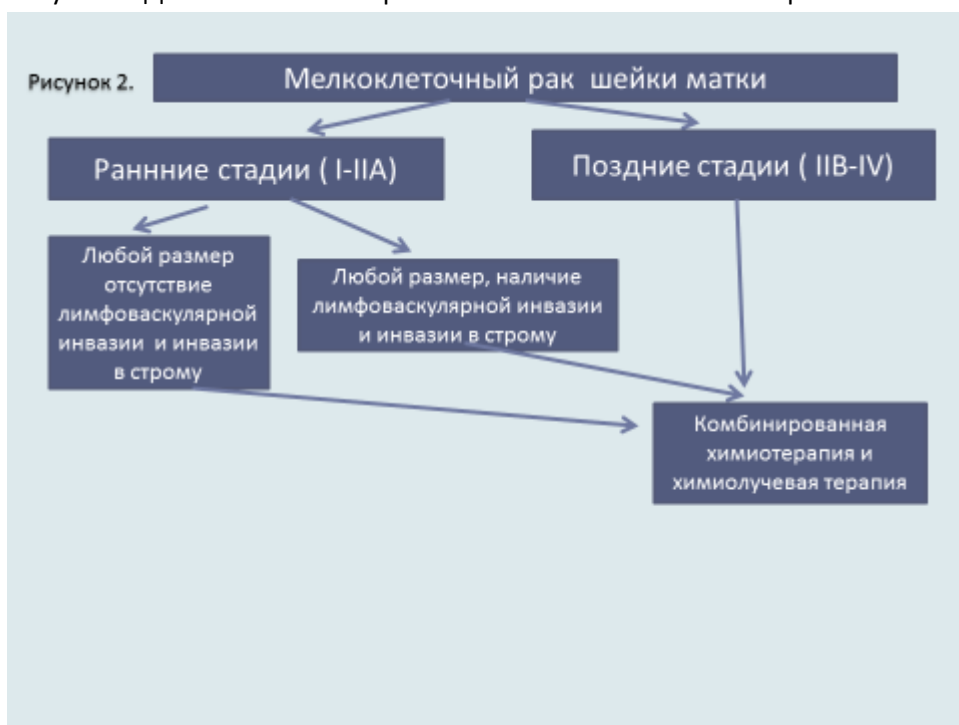 Рисунок 2.
Мелкоклеточный рак шейки матки
Раннние стадии ( I-IIA)
Поздние стадии ( IIB-IV)
Любой размер
отсутствие
лимфоваскулярной
инвазии и инвазии
в строму
Любой размер, наличие
лимфоваскулярной инвазии
и инвазии в строму
Комбинированная
химиотерапия и
химиолучевая терапия